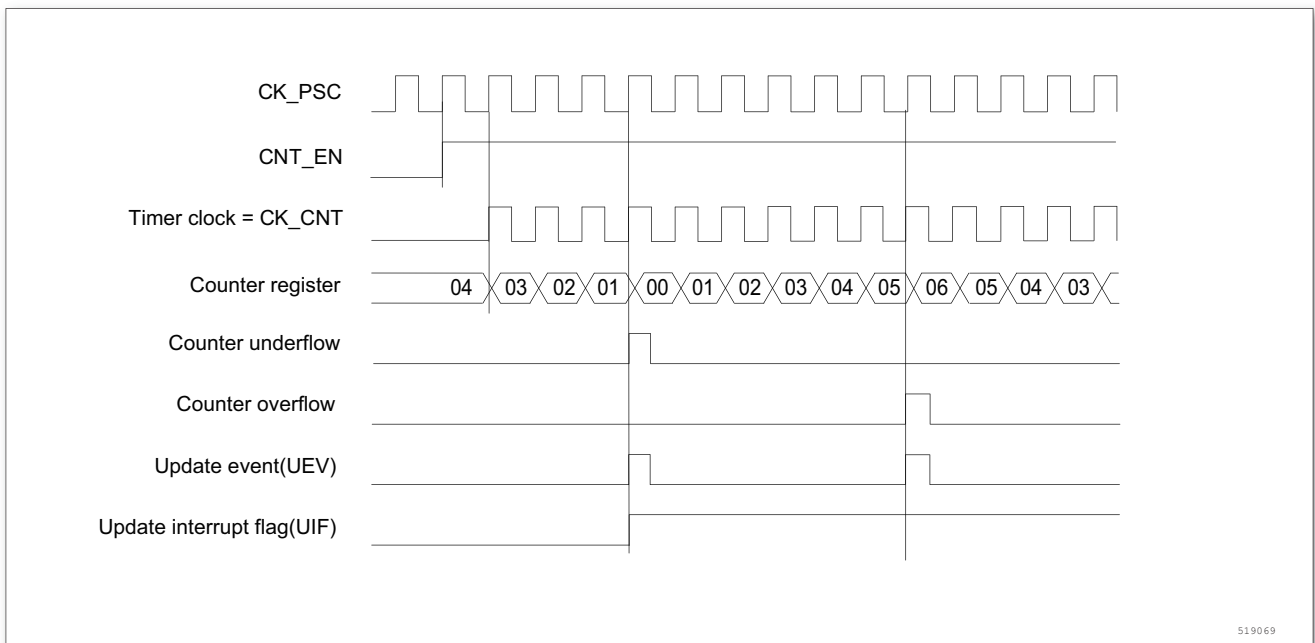 CK_PSC
CNT_EN
Timer clock = CK_CNT
Counter register 04 03 02 01 00 01 02 03 04 05 06 05 04 03
Counter underflow
Counter overflow
Update event(UEV)
Update interrupt flag(UIF)
519069